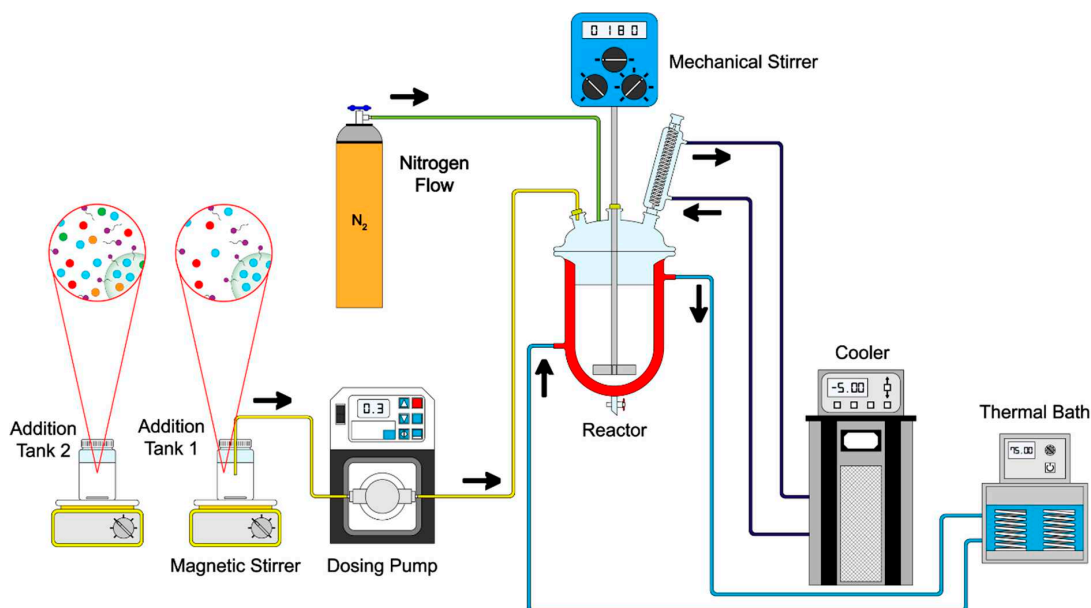 0180
Mechanical Stirrer
Nitrogen
Flow
N2
Addition
Tank 2
Addition
Tank 1
Magnetic Stirrer
0.3
Dosing Pump
Reactor
Cooler
-5.00
Thermal Bath
75.00